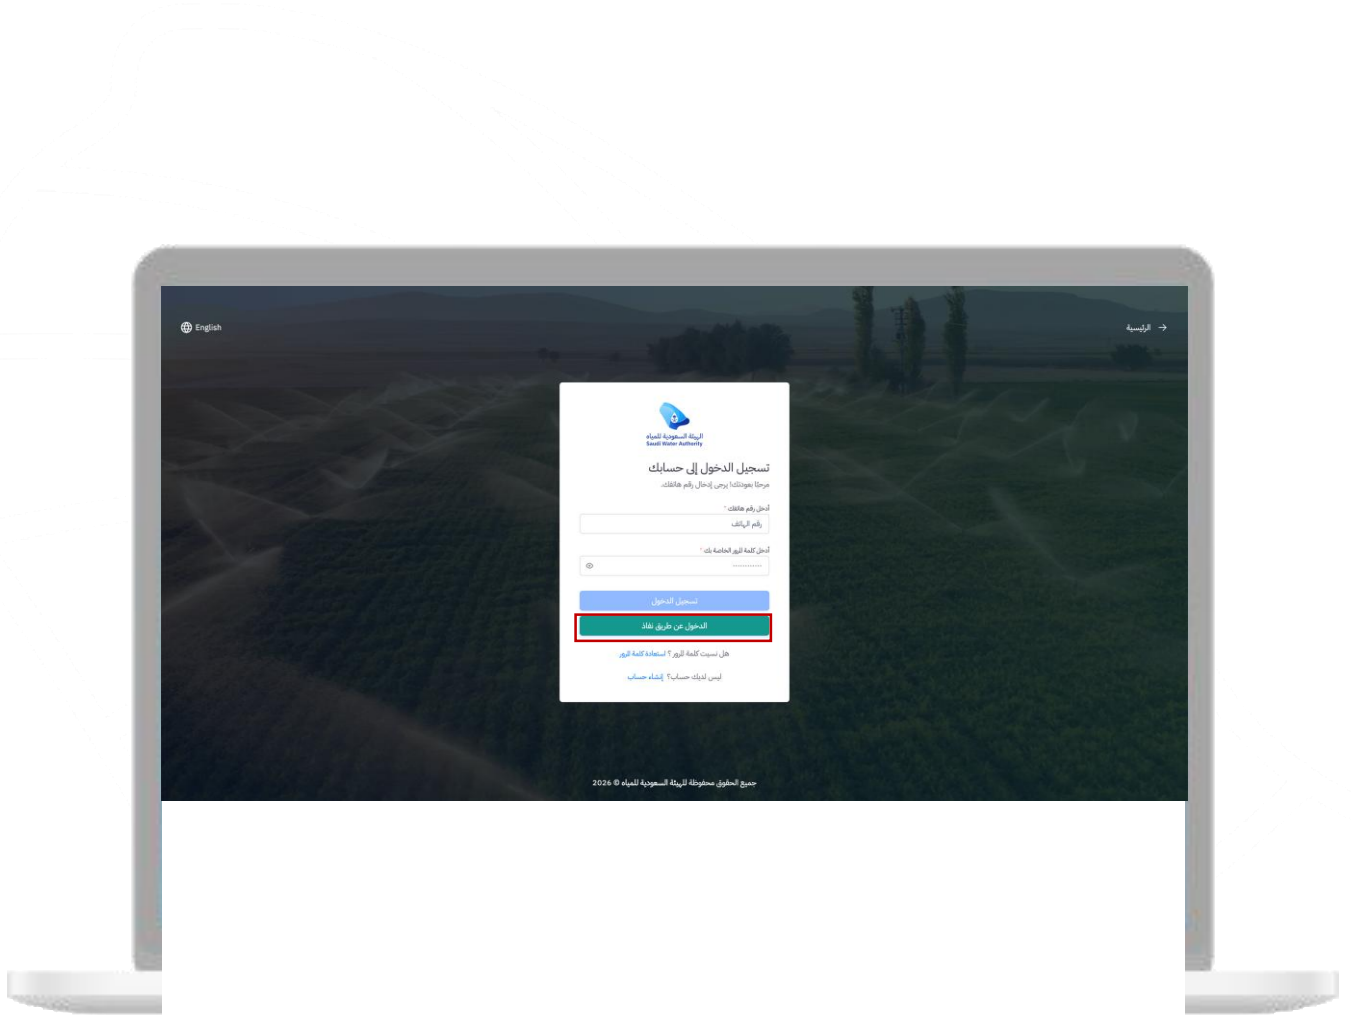 الرئيسية
English
الهيئة السعودية للمياه
Saudi Water Authority
تسجيل الدخول إلى حسابك
مرحبًا بعودتك! يرجى إدخال رقم هاتفك.
أدخل رقم هاتفك *
رقم الهاتف
أدخل كلمة المرور الخاصة بك *
············
تسجيل الدخول
الدخول عن طريق نفاذ
هل نسيت كلمة المرور ؟ استعادة كلمة المرور
ليس لديك حساب؟ إنشاء حساب
جميع الحقوق محفوظة للهيئة السعودية للمياه © 2026